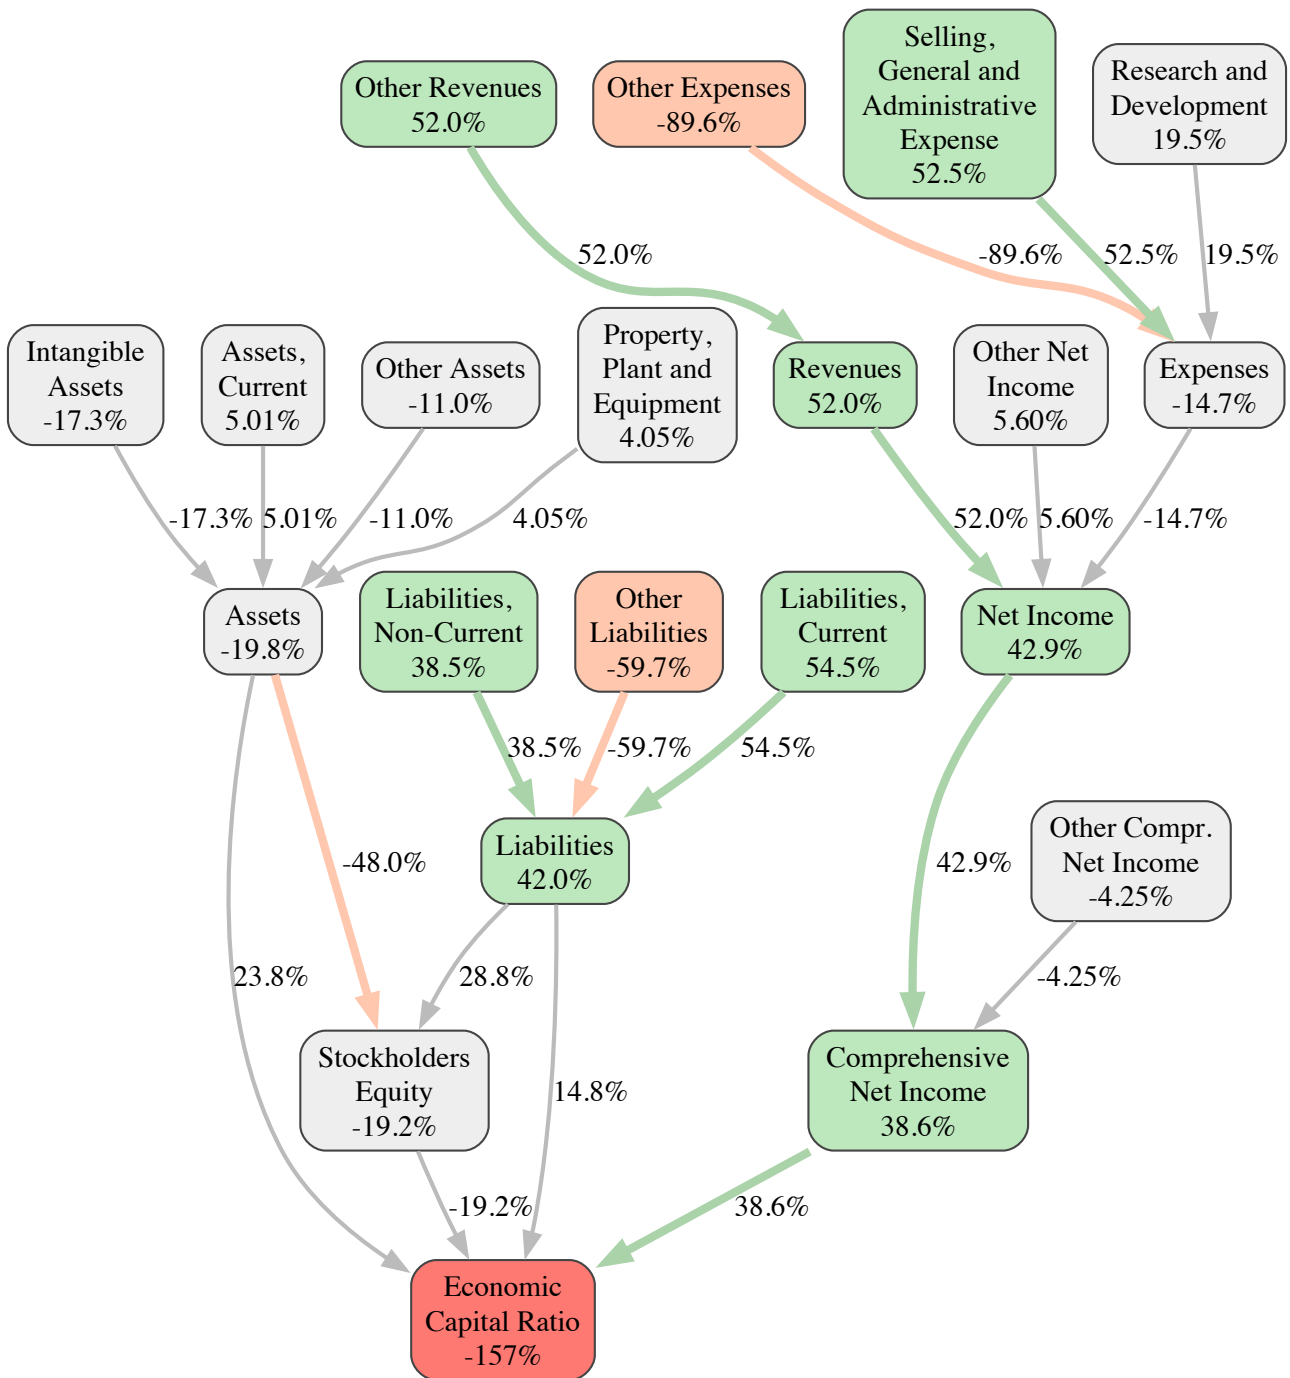 Other Revenues
52.0%
Other Expenses
-89.6%
Selling,
General and
Administrative
Expense
52.5%
Research and
Development
19.5%
52.0%
-89.6%
52.5%
19.5%
Intangible
Assets
-17.3%
Assets,
Current
5.01%
Other Assets
-11.0%
Property,
Plant and
Equipment
4.05%
Revenues
52.0%
Other Net
Income
5.60%
Expenses
-14.7%
-17.3%
5.01%
-11.0%
4.05%
52.0%
5.60%
-14.7%
Assets
-19.8%
Liabilities,
Non-Current
38.5%
Other
Liabilities
-59.7%
Liabilities,
Current
54.5%
Net Income
42.9%
38.5%
-59.7%
54.5%
Liabilities
42.0%
Other Compr.
Net Income
-4.25%
-48.0%
42.9%
23.8%
28.8%
-4.25%
Stockholders
Equity
-19.2%
14.8%
Comprehensive
Net Income
38.6%
-19.2%
38.6%
Economic
Capital Ratio
-157%